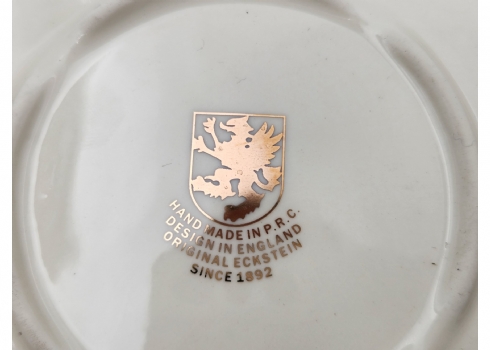 HAND MADE IN P.R.C.
DESIGN IN ENGLAND
ORIGINAL ECKSTEIN
SINCE 1892